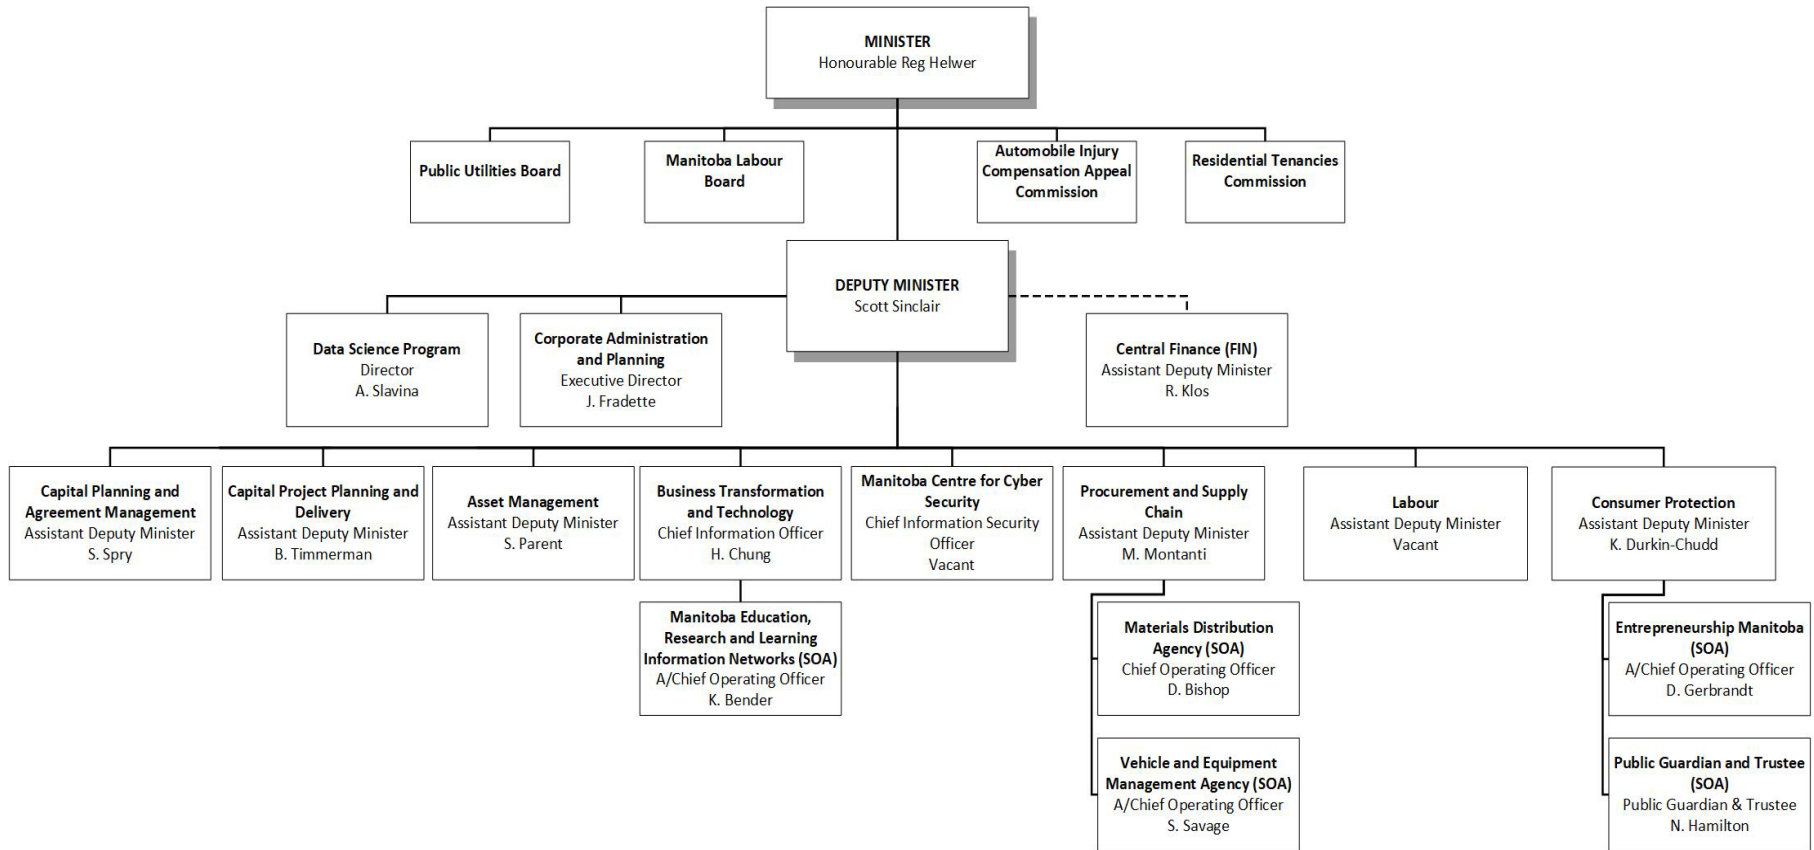 MINISTER
Honourable Reg Helwer
Public Utilities Board
Manitoba Labour
Board
Automobile Injury
Compensation Appeal
Commission
Residential Tenancies
Commission
DEPUTY MINISTER
Scott Sinclair
Data Science Program
Director
A. Slavina
Corporate Administration
and Planning
Executive Director
J. Fradette
Central Finance (FIN)
Assistant Deputy Minister
R. Klos
Capital Planning and
Agreement Management
Assistant Deputy Minister
S. Spry
Capital Project Planning and
Delivery
Assistant Deputy Minister
B. Timmerman
Asset Management
Assistant Deputy Minister
S. Parent
Business Transformation
and Technology
Chief Information Officer
H. Chung
Manitoba Centre for Cyber
Security
Chief Information Security
Officer
Vacant
Procurement and Supply
Chain
Assistant Deputy Minister
M. Montanti
Labour
Assistant Deputy Minister
Vacant
Consumer Protection
Assistant Deputy Minister
K. Durkin-Chudd
Manitoba Education,
Research and Learning
Information Networks (SOA)
A/Chief Operating Officer
K. Bender
Materials Distribution
Agency (SOA)
Chief Operating Officer
D. Bishop
Entrepreneurship Manitoba
(SOA)
A/Chief Operating Officer
D. Gerbrandt
Vehicle and Equipment
Management Agency (SOA)
A/Chief Operating Officer
S. Savage
Public Guardian and Trustee
(SOA)
Public Guardian & Trustee
N. Hamilton